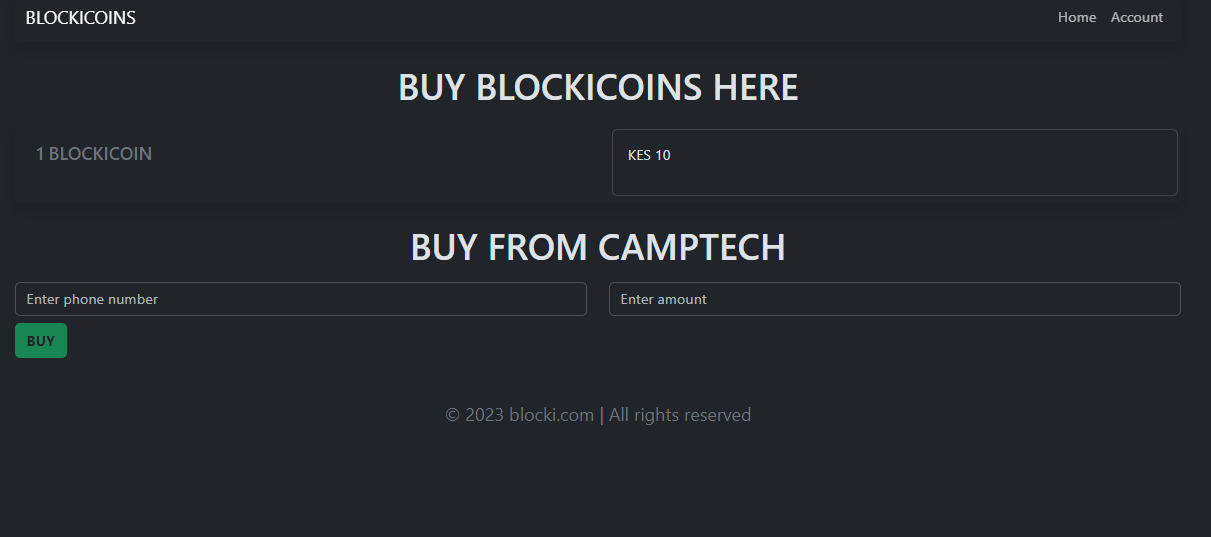 BLOCKICOINS
Home Account
BUY BLOCKICOINS HERE
1 BLOCKICOIN
KES 10
BUY FROM CAMPTECH
Enter phone number
Enter amount
BUY
© 2023 blocki.com | All rights reserved